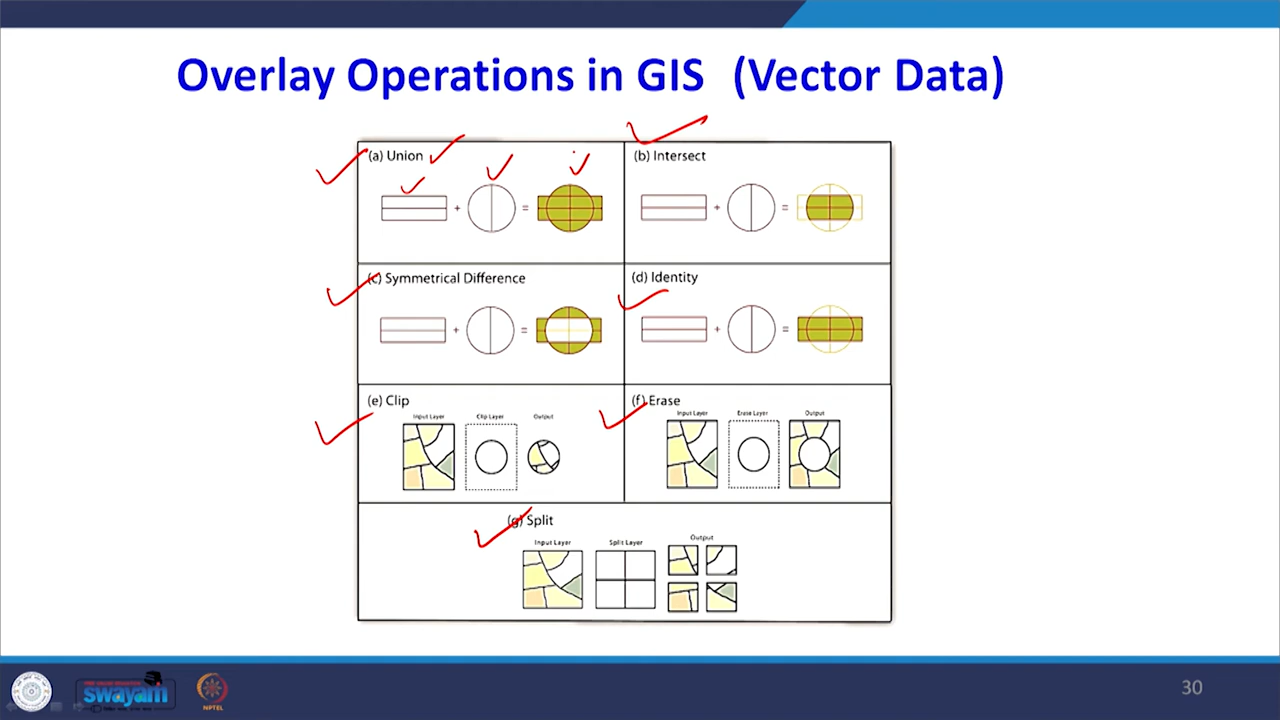 Overlay Operations in GIS (Vector Data)
(a) Union
+ =
(b) Intersect
+ =
(c) Symmetrical Difference
+ =
(d) Identity
+ =
(e) Clip
Input Layer Clip Layer Output
(f) Erase
Input Layer Erase Layer Output
(g) Split
Input Layer Split Layer Output
swayam
NPTEL
30